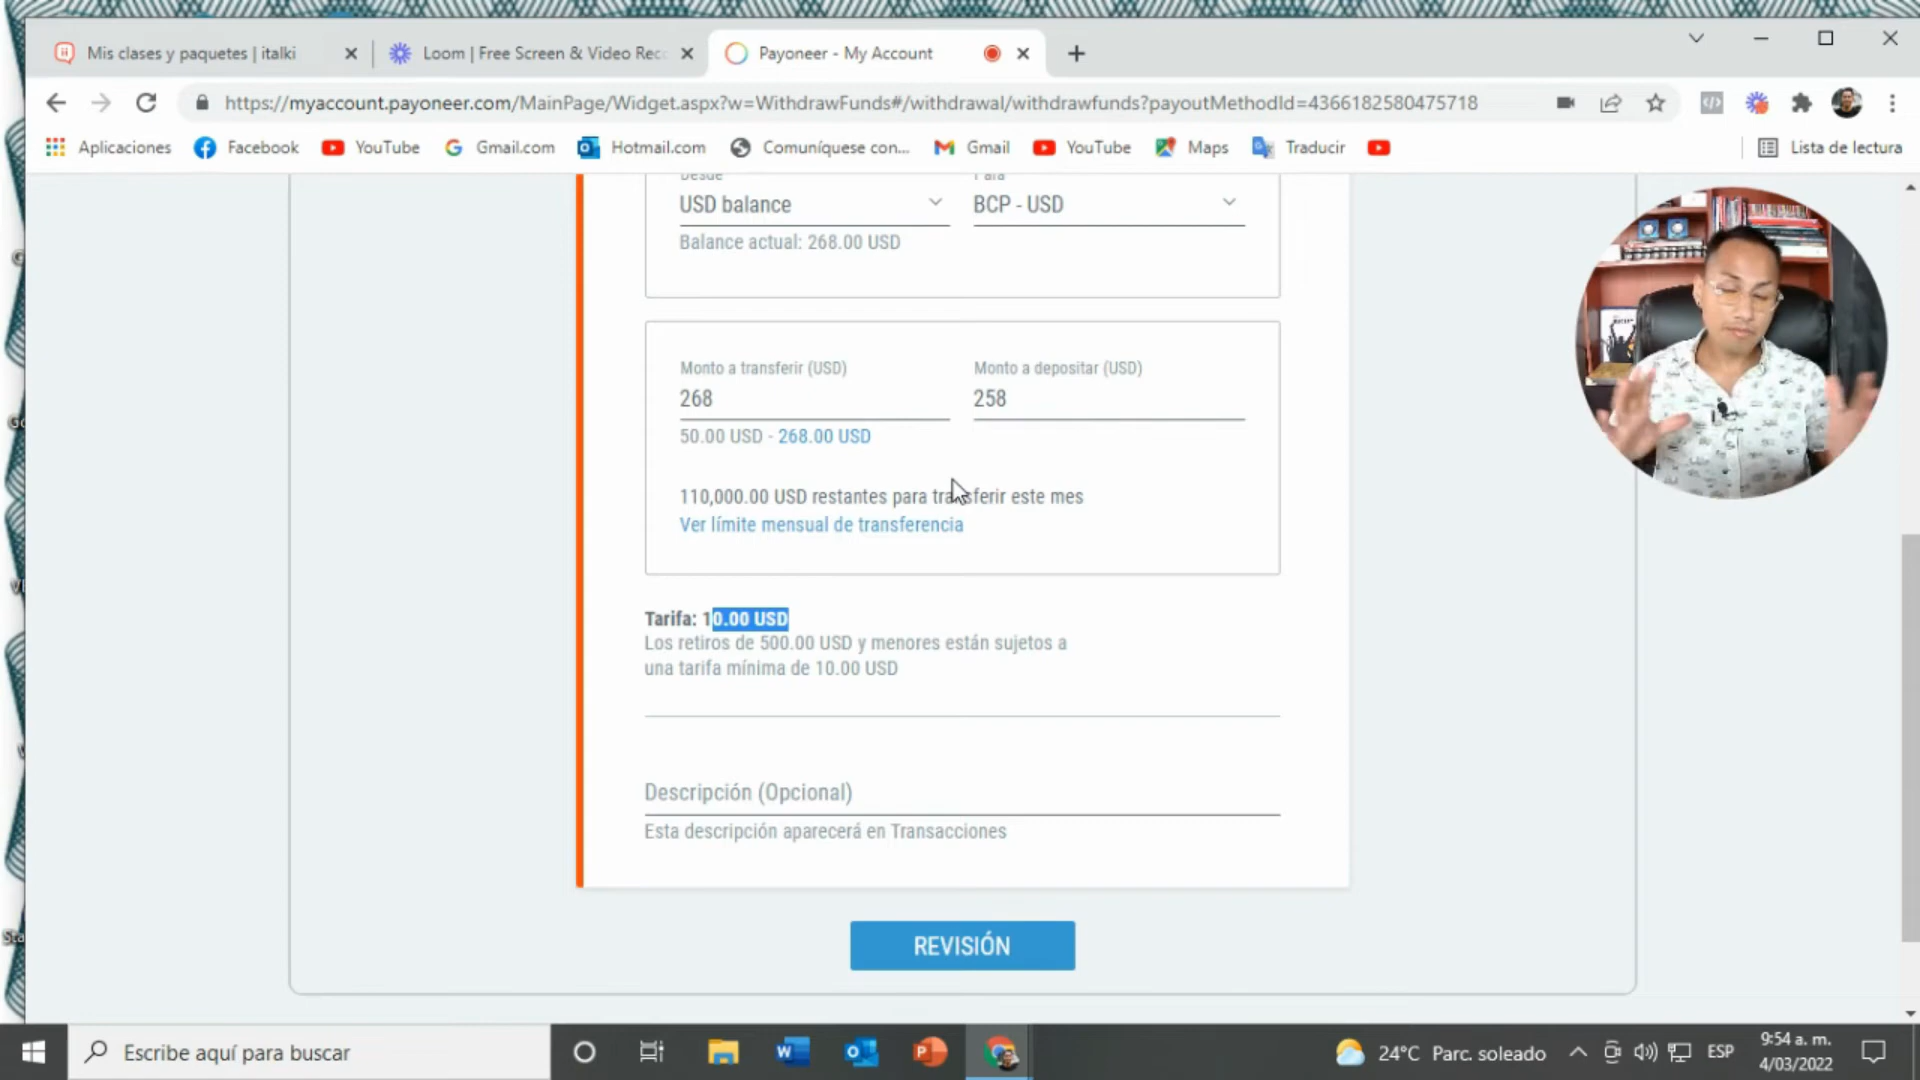 Mis clases y paquetes | italki
Loom | Free Screen & Video Rec
Payoneer - My Account
https://myaccount.payoneer.com/MainPage/Widget.aspx?w=WithdrawFunds#/withdrawal/withdrawfunds?payoutMethodId=4366182580475718
Aplicaciones
Facebook
YouTube
Gmail.com
Hotmail.com
Comuníquese con...
Gmail
YouTube
Maps
Traducir
Lista de lectura
Desde
Para
USD balance
BCP - USD
Balance actual: 268.00 USD
Monto a transferir (USD)
Monto a depositar (USD)
268
258
50.00 USD - 268.00 USD
110,000.00 USD restantes para transferir este mes
Ver límite mensual de transferencia
Tarifa: 10.00 USD
Los retiros de 500.00 USD y menores están sujetos a
una tarifa mínima de 10.00 USD
Descripción (Opcional)
Esta descripción aparecerá en Transacciones
REVISIÓN
Escribe aquí para buscar
24°C Parc. soleado
ESP
9:54 a. m.
4/03/2022